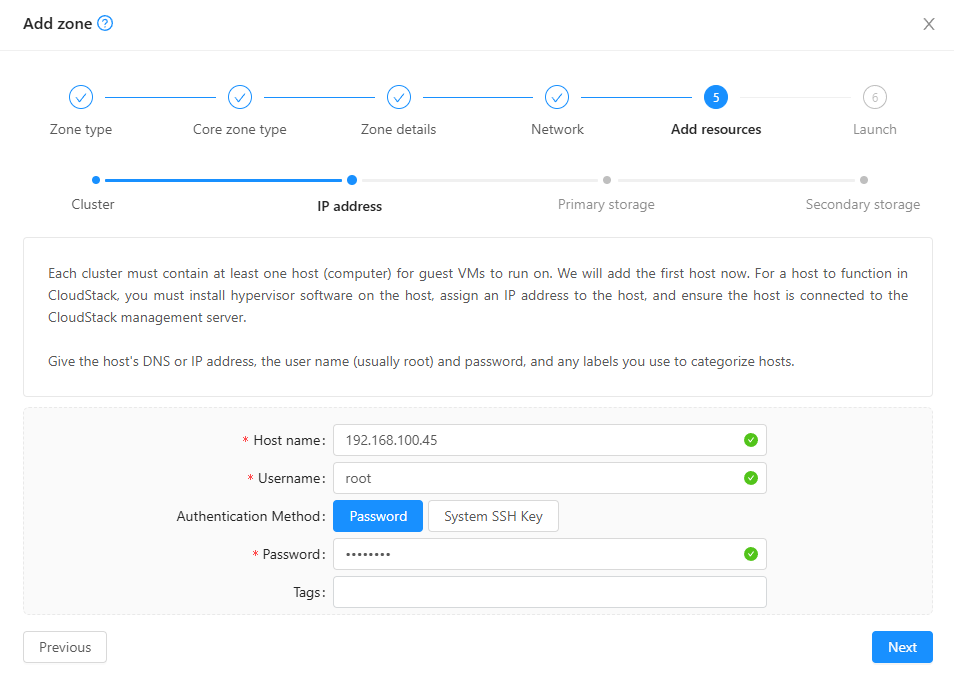 Add zone
5
6
Zone type
Core zone type
Zone details
Network
Add resources
Launch
Cluster
IP address
Primary storage
Secondary storage
Each cluster must contain at least one host (computer) for guest VMs to run on. We will add the first host now. For a host to function in
CloudStack, you must install hypervisor software on the host, assign an IP address to the host, and ensure the host is connected to the
CloudStack management server.
Give the host's DNS or IP address, the user name (usually root) and password, and any labels you use to categorize hosts.
* Host name: 192.168.100.45
* Username: root
Authentication Method: Password System SSH Key
* Password: ••••••••
Tags:
Previous
Next